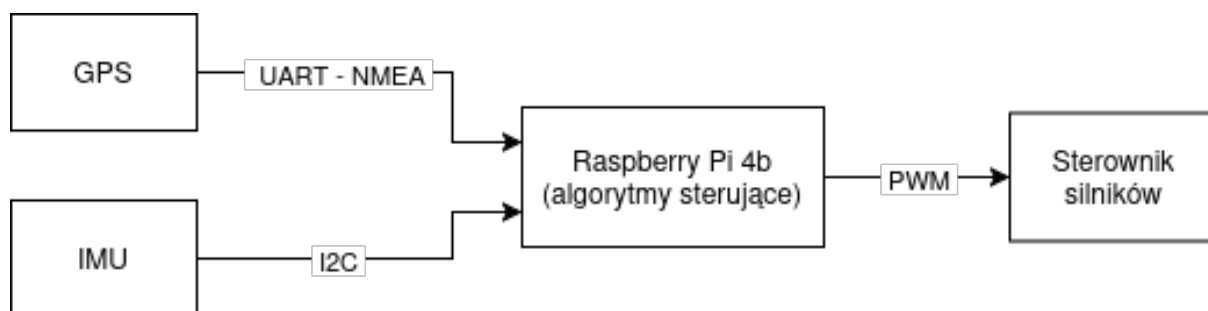 GPS
UART - NMEA
IMU
I2C
Raspberry Pi 4b
(algorytmy sterujące)
PWM
Sterownik
silników